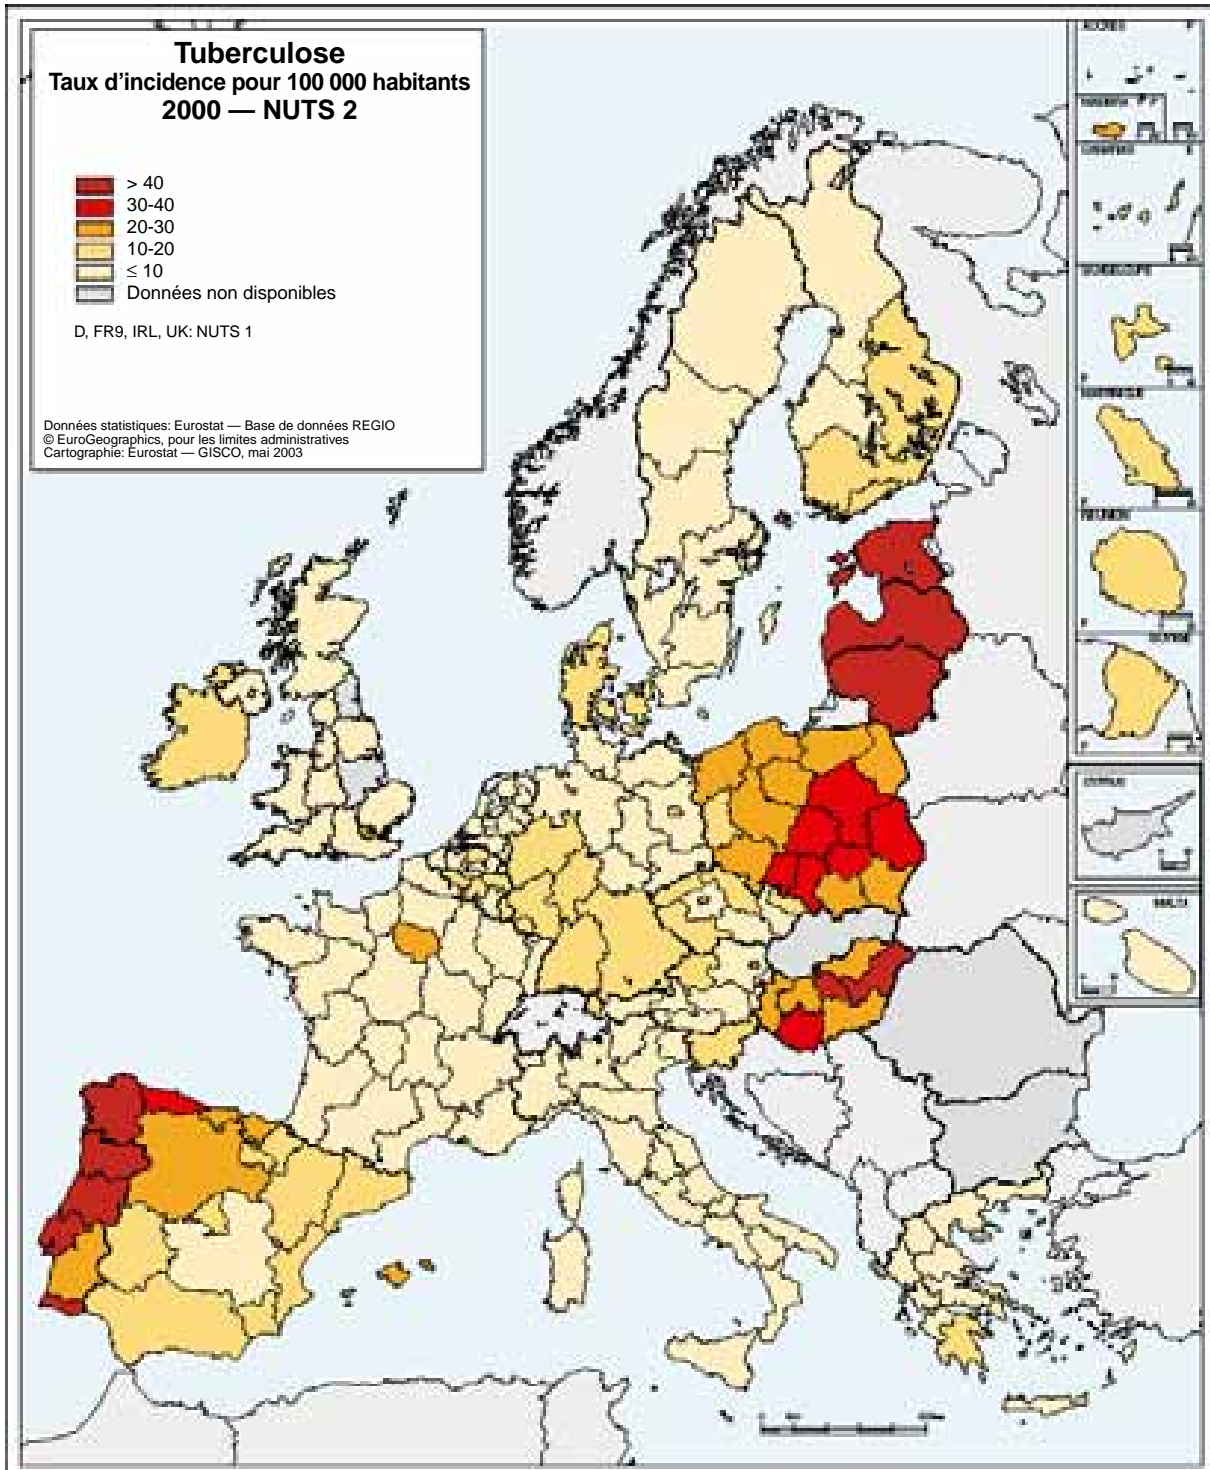 Tuberculose
Taux d'incidence pour 100 000 habitants
2000 — NUTS 2
> 40
30-40
20-30
10-20
≤ 10
Données non disponibles
D, FR9, IRL, UK: NUTS 1
Données statistiques: Eurostat — Base de données REGIO
© EuroGeographics, pour les limites administratives
Cartographie: Eurostat — GISCO, mai 2003
GUADELOUPE